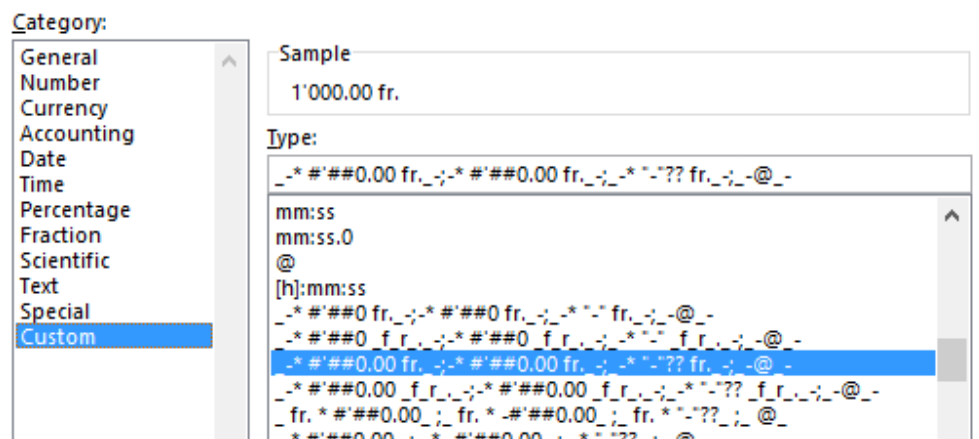 Category:
General
Number
Currency
Accounting
Date
Time
Percentage
Fraction
Scientific
Text
Special
Custom
Sample
1'000.00 fr.
Type:
_-* #'##0.00 fr._-;-* #'##0.00 fr._-;_-* "-"?? fr._-;_-@_-
mm:ss
mm:ss.0
@
[h]:mm:ss
_-* #'##0 fr._-;-* #'##0 fr._-;_-* "-" fr._-;_-@_-
_-* #'##0 _f_r_._-;-* #'##0 _f_r_._-;_-* "-" _f_r_._-;_-@_-
_-* #'##0.00 fr._-;-* #'##0.00 fr._-;_-* "-"?? fr._-;_-@_-
_-* #'##0.00 _f_r_._-;-* #'##0.00 _f_r_._-;_-* "-"?? _f_r_._-;_-@_-
_ fr. * #'##0.00_ ;_ fr. * -#'##0.00_ ;_ fr. * "-"??_ ;_ @_